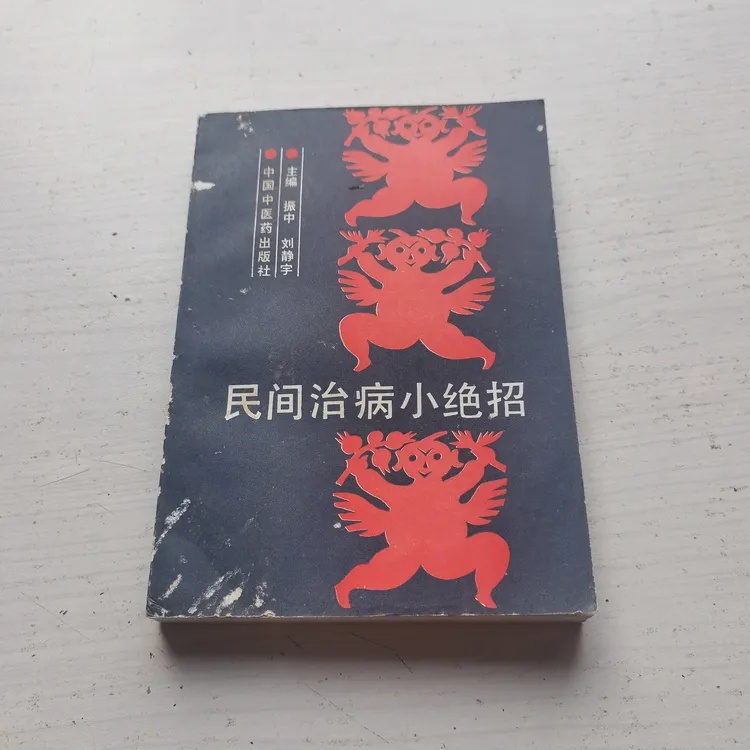 主编 振中 刘静宇
中国中医药出版社
民间治病小绝招